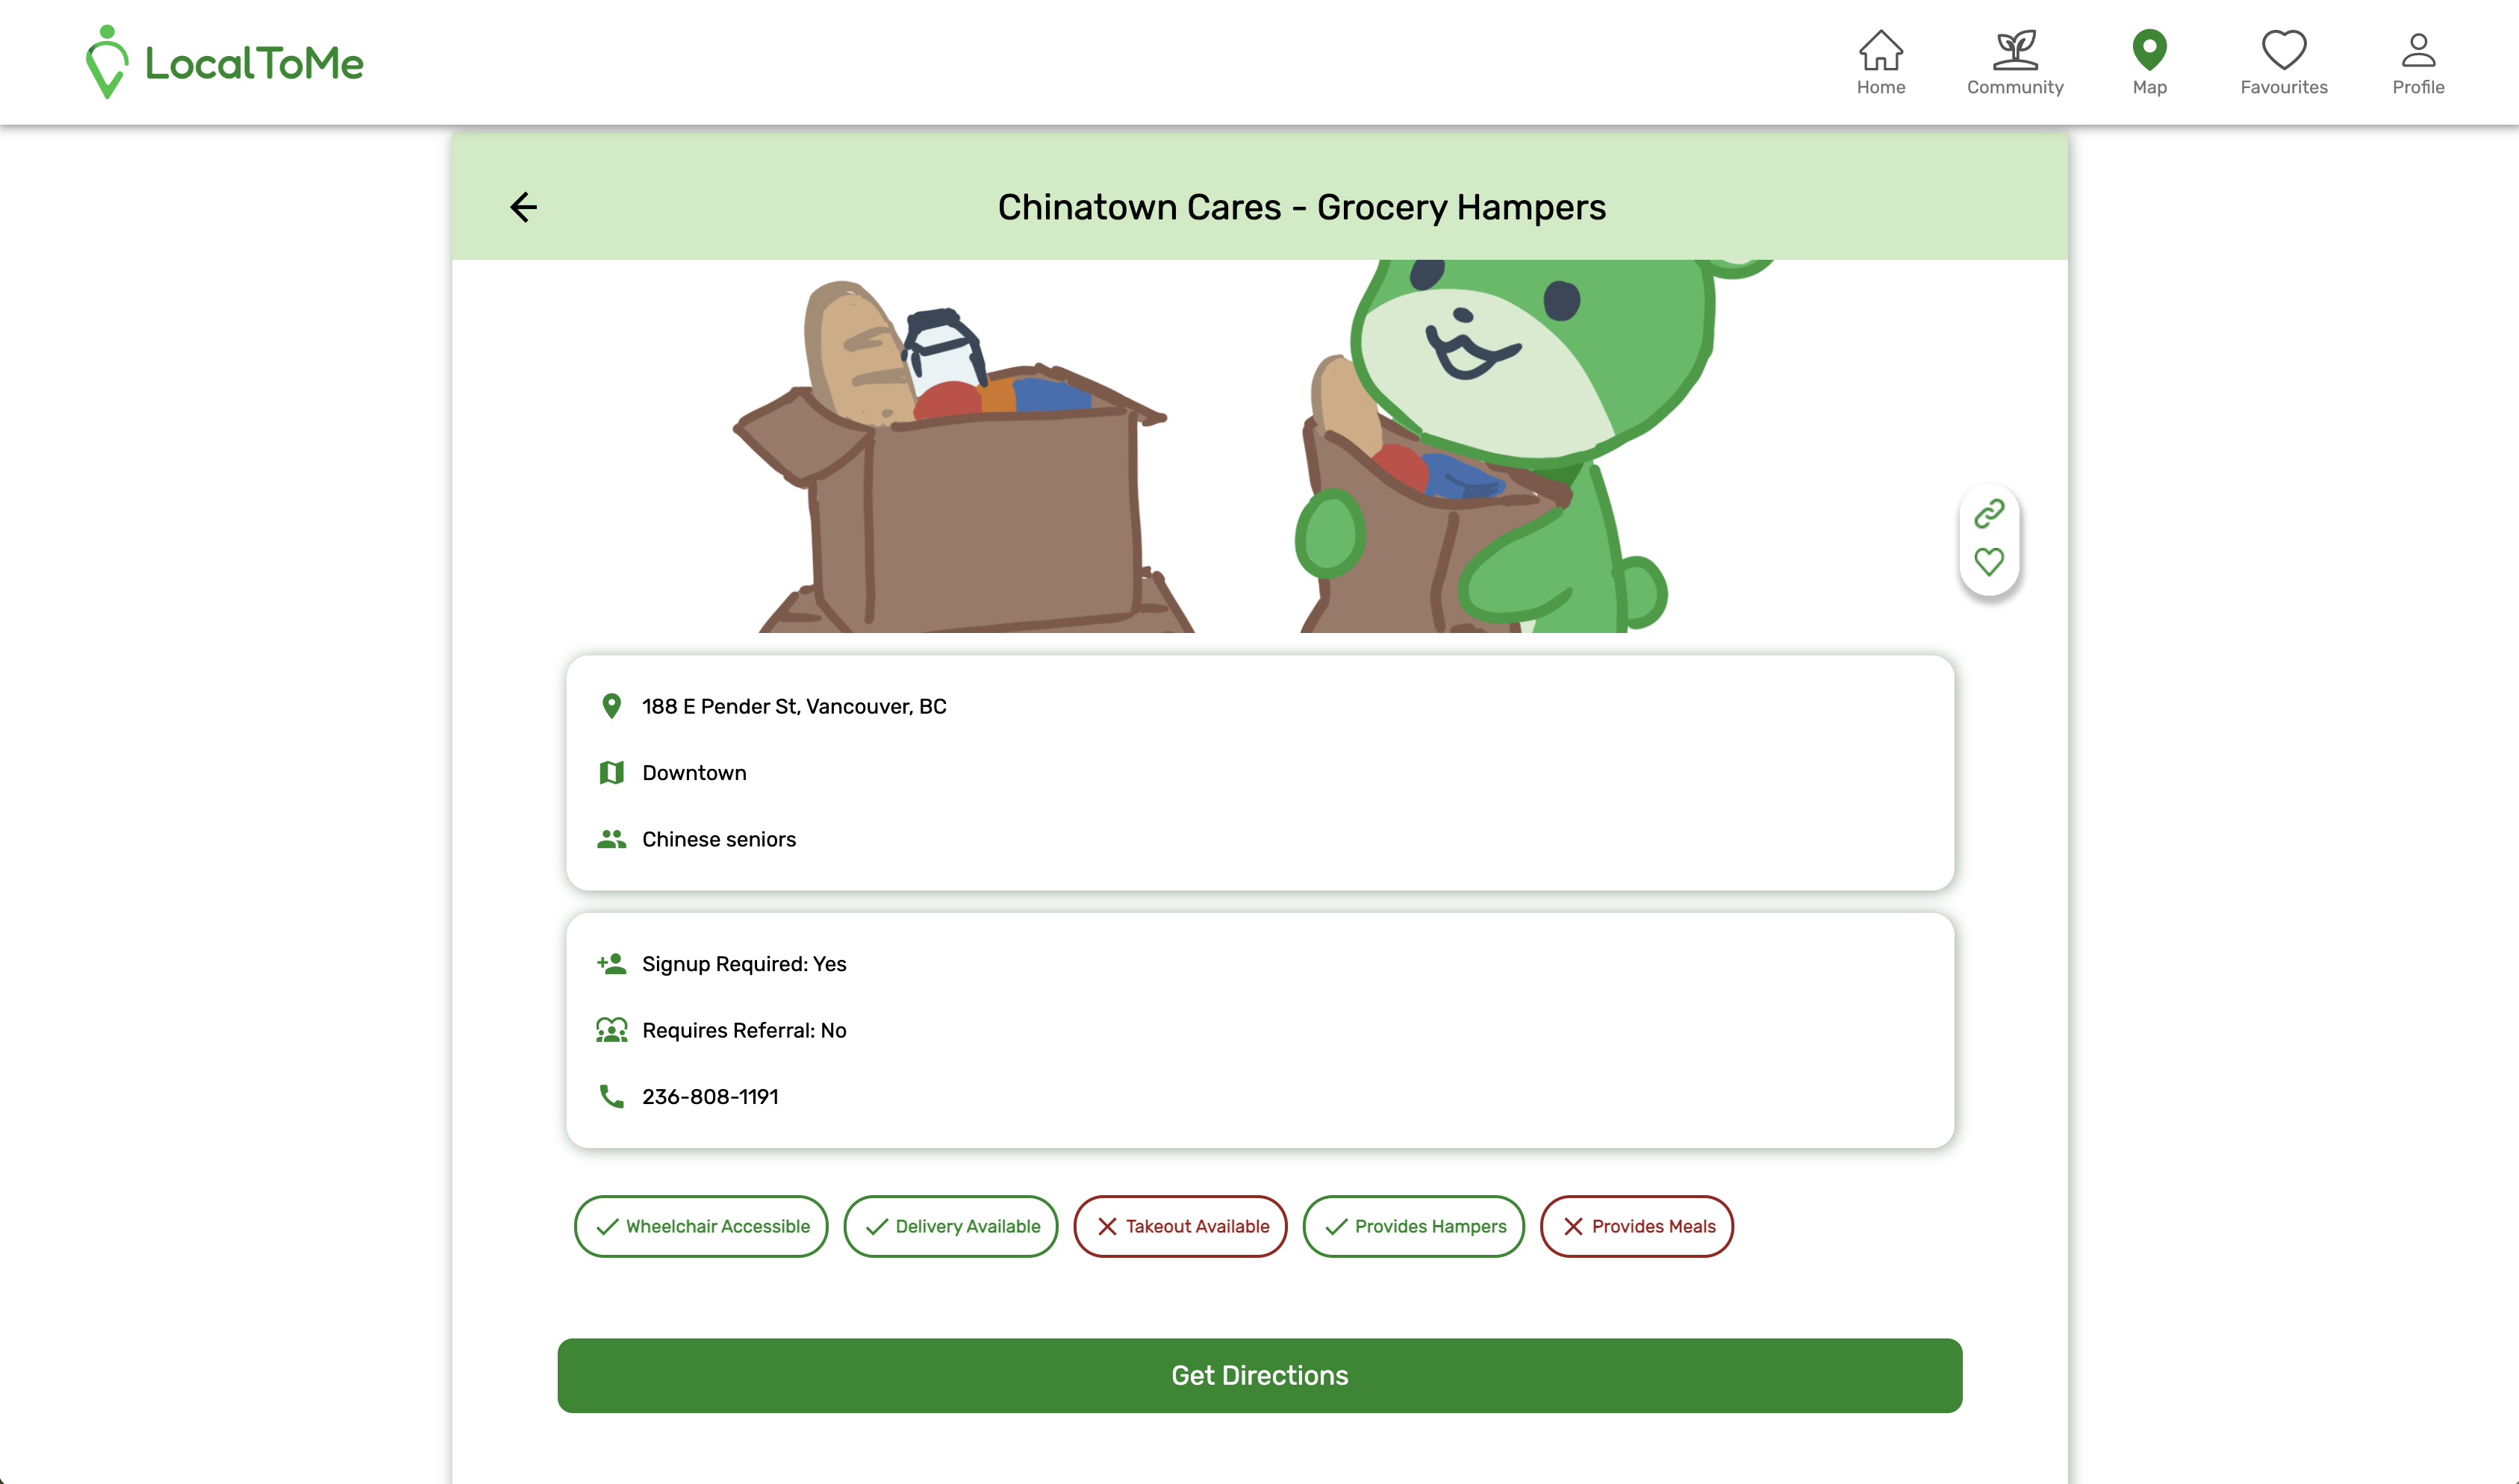 LocalToMe
Home
Community
Map
Favourites
Profile
Chinatown Cares - Grocery Hampers
188 E Pender St, Vancouver, BC
Downtown
Chinese seniors
Signup Required: Yes
Requires Referral: No
236-808-1191
Wheelchair Accessible
Delivery Available
Takeout Available
Provides Hampers
Provides Meals
Get Directions